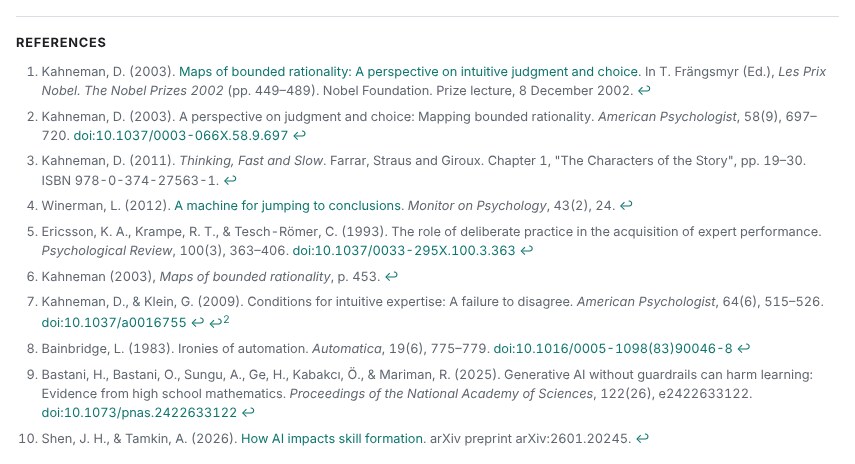 REFERENCES
1. Kahneman, D. (2003). Maps of bounded rationality: A perspective on intuitive judgment and choice. In T. Frängsmyr (Ed.), Les Prix
Nobel. The Nobel Prizes 2002 (pp. 449–489). Nobel Foundation. Prize lecture, 8 December 2002. ↩
2. Kahneman, D. (2003). A perspective on judgment and choice: Mapping bounded rationality. American Psychologist, 58(9), 697–
720. doi:10.1037/0003-066X.58.9.697 ↩
3. Kahneman, D. (2011). Thinking, Fast and Slow. Farrar, Straus and Giroux. Chapter 1, "The Characters of the Story", pp. 19–30.
ISBN 978-0-374-27563-1. ↩
4. Winerman, L. (2012). A machine for jumping to conclusions. Monitor on Psychology, 43(2), 24. ↩
5. Ericsson, K. A., Krampe, R. T., & Tesch-Römer, C. (1993). The role of deliberate practice in the acquisition of expert performance.
Psychological Review, 100(3), 363–406. doi:10.1037/0033-295X.100.3.363 ↩
6. Kahneman (2003), Maps of bounded rationality, p. 453. ↩
7. Kahneman, D., & Klein, G. (2009). Conditions for intuitive expertise: A failure to disagree. American Psychologist, 64(6), 515–526.
doi:10.1037/a0016755 ↩ ↩2
8. Bainbridge, L. (1983). Ironies of automation. Automatica, 19(6), 775–779. doi:10.1016/0005-1098(83)90046-8 ↩
9. Bastani, H., Bastani, O., Sungu, A., Ge, H., Kabakcı, Ö., & Mariman, R. (2025). Generative AI without guardrails can harm learning:
Evidence from high school mathematics. Proceedings of the National Academy of Sciences, 122(26), e2422633122.
doi:10.1073/pnas.2422633122 ↩
10. Shen, J. H., & Tamkin, A. (2026). How AI impacts skill formation. arXiv preprint arXiv:2601.20245. ↩